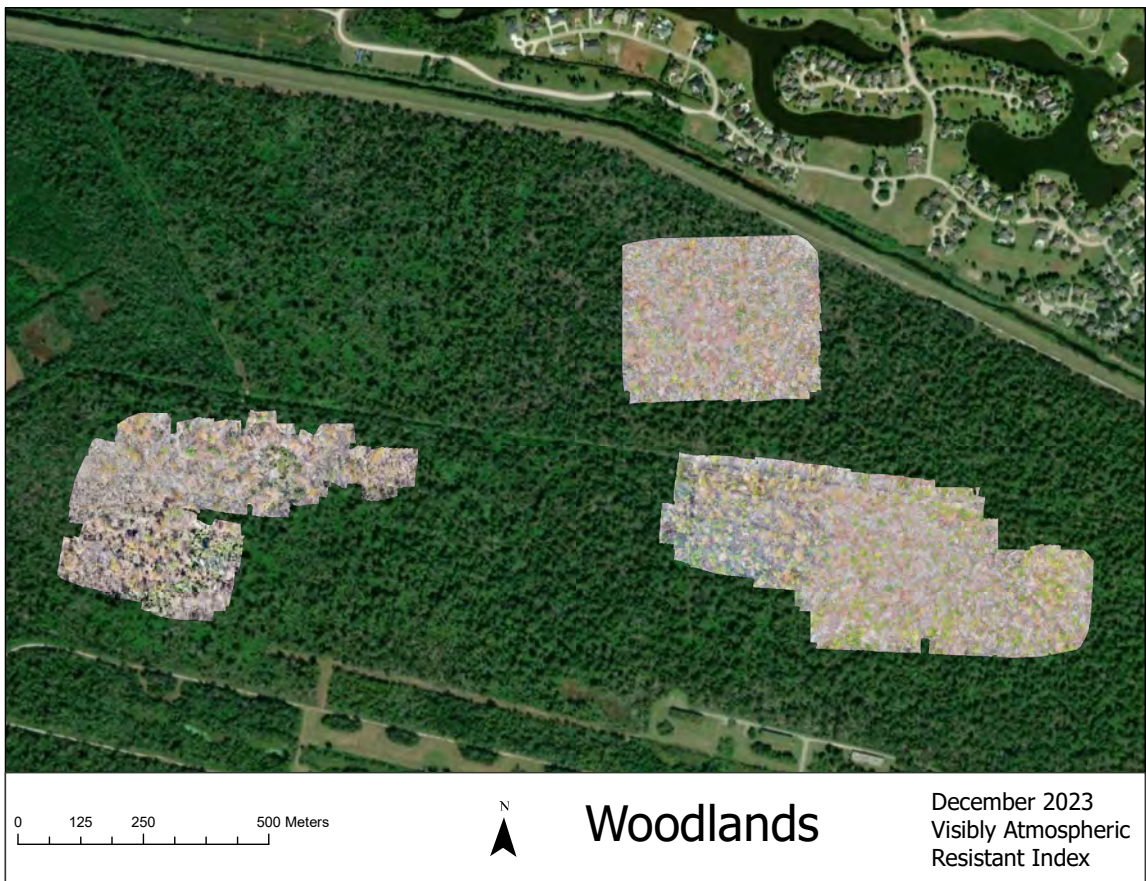 0 125 250 500 Meters
N
Woodlands
December 2023
Visibly Atmospheric
Resistant Index